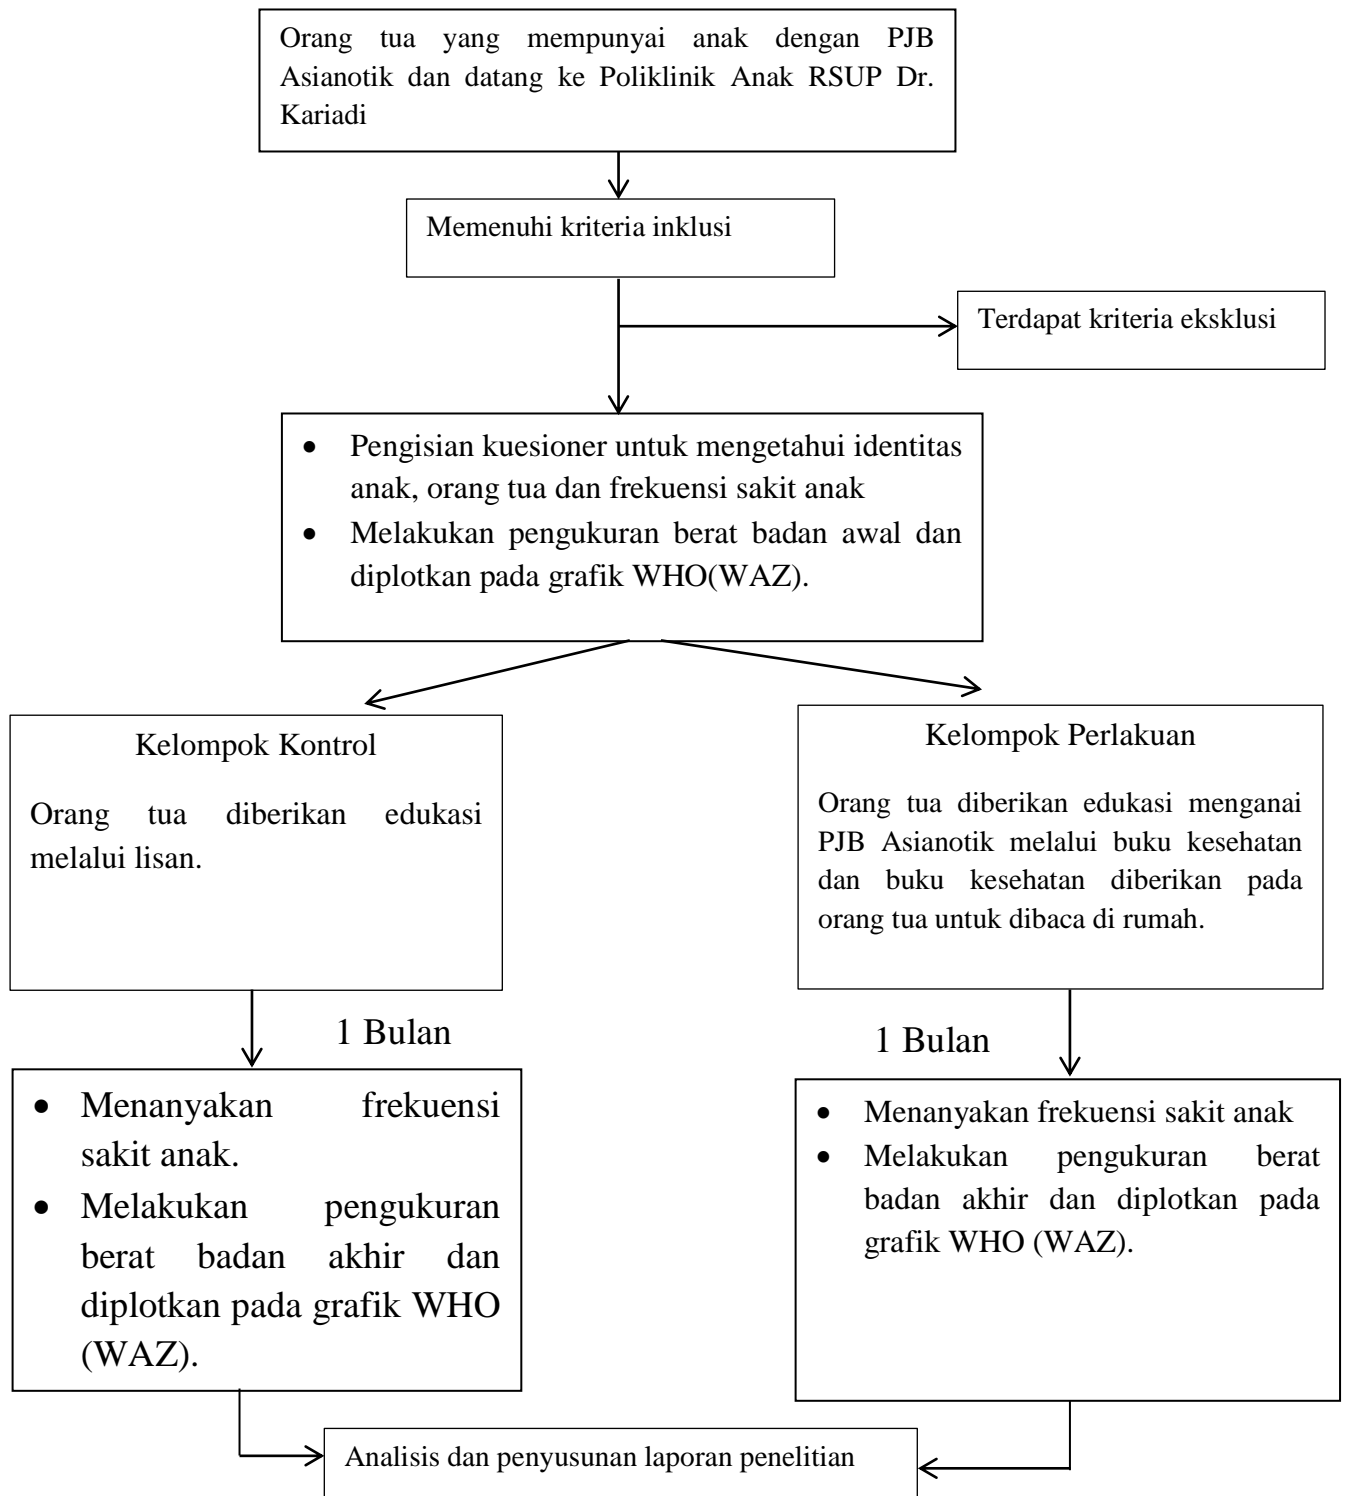 Orang tua yang mempunyai anak dengan PJB
Asianotik dan datang ke Poliklinik Anak RSUP Dr.
Kariadi
Memenuhi kriteria inklusi
Terdapat kriteria eksklusi
• Pengisian kuesioner untuk mengetahui identitas
anak, orang tua dan frekuensi sakit anak
• Melakukan pengukuran berat badan awal dan
diplotkan pada grafik WHO(WAZ).
Kelompok Kontrol
Orang tua diberikan edukasi
melalui lisan.
Kelompok Perlakuan
Orang tua diberikan edukasi menganai
PJB Asianotik melalui buku kesehatan
dan buku kesehatan diberikan pada
orang tua untuk dibaca di rumah.
1 Bulan
1 Bulan
• Menanyakan frekuensi
sakit anak.
• Melakukan pengukuran
berat badan akhir dan
diplotkan pada grafik WHO
(WAZ).
• Menanyakan frekuensi sakit anak
• Melakukan pengukuran berat
badan akhir dan diplotkan pada
grafik WHO (WAZ).
Analisis dan penyusunan laporan penelitian